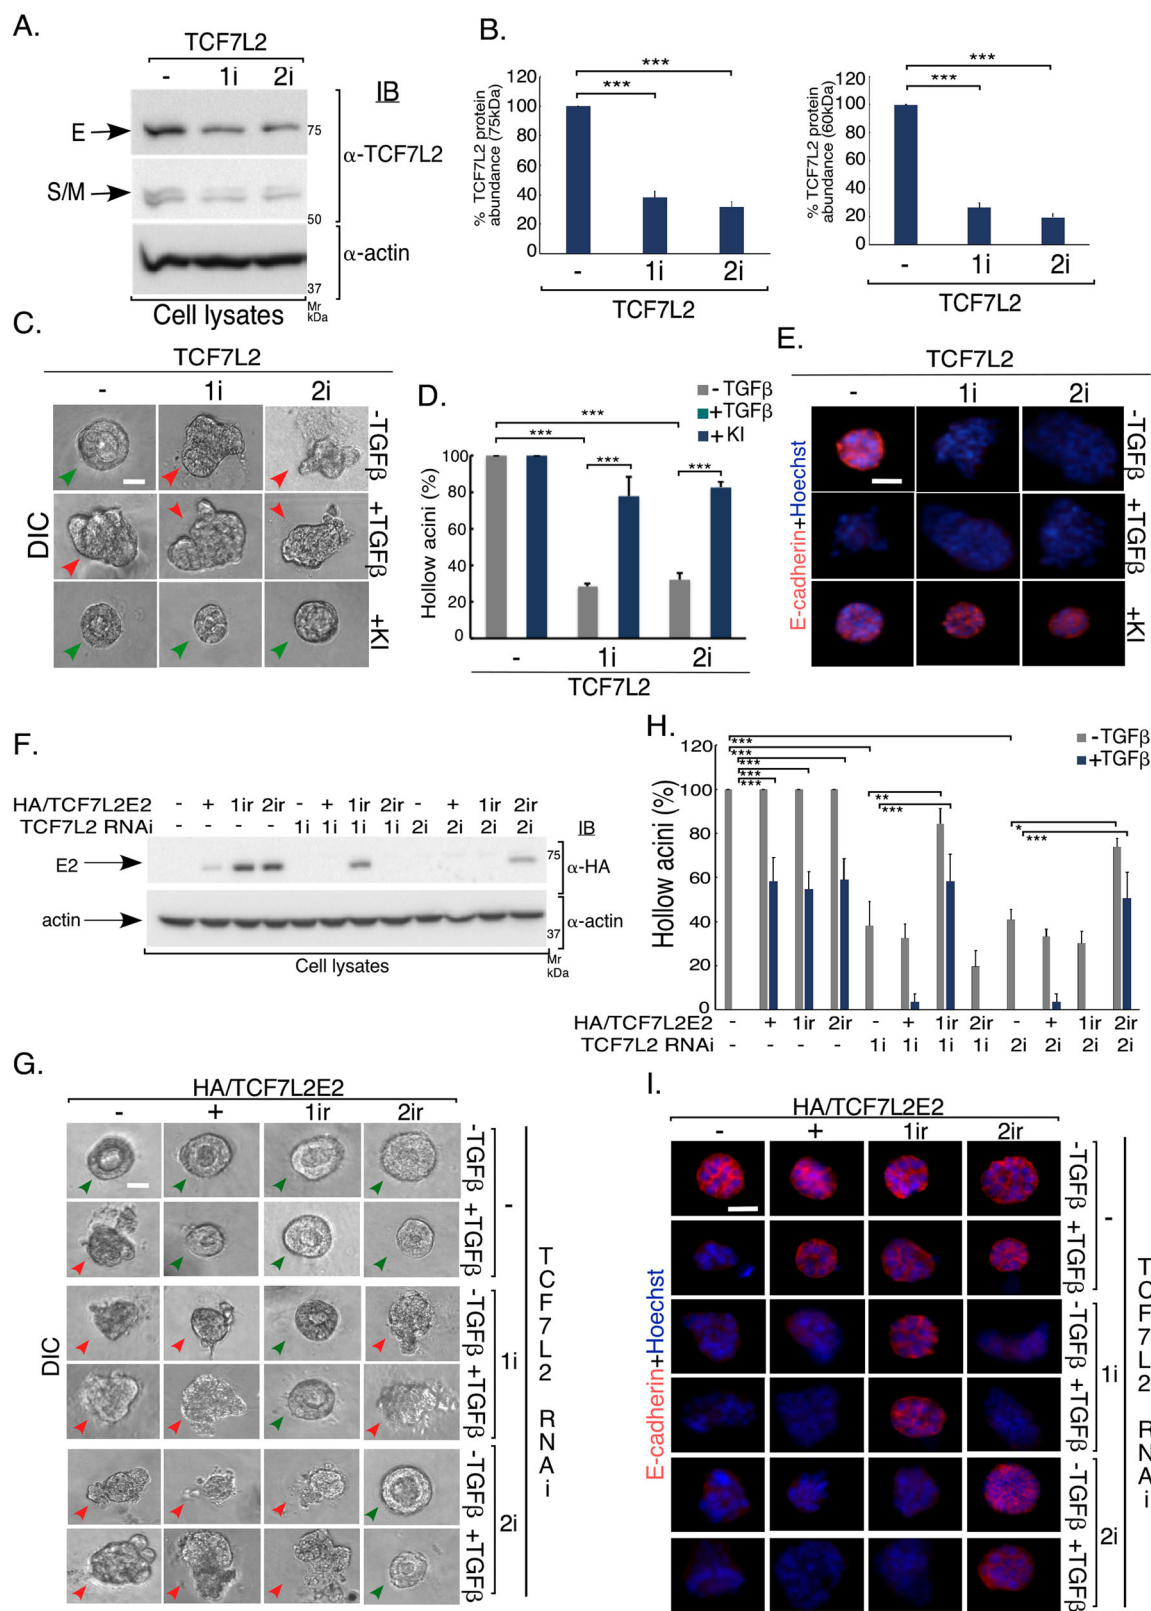 A.
TCF7L2
- 1i 2i
IB
E
75
α-TCF7L2
S/M
50
α-actin
37
Mr
kDa
Cell lysates
B.
***
***
% TCF7L2 protein
abundance (75kDa)
120
100
80
60
40
20
0
- 1i 2i
TCF7L2
***
***
% TCF7L2 protein
abundance (60kDa)
120
100
80
60
40
20
0
- 1i 2i
TCF7L2
C.
TCF7L2
- 1i 2i
DIC
-TGFβ
+TGFβ
+KI
D.
-TGFβ
+TGFβ
+KI
***
***
***
***
Hollow acini (%)
100
80
60
40
20
0
- 1i 2i
TCF7L2
E.
TCF7L2
- 1i 2i
E-cadherin+Hoechst
-TGFβ
+TGFβ
+KI
F.
HA/TCF7L2E2 - + 1ir 2ir - + 1ir 2ir - + 1ir 2ir
TCF7L2 RNAi - - - - 1i 1i 1i 1i 2i 2i 2i 2i
IB
E2
75
α-HA
actin
α-actin
37
Mr
kDa
Cell lysates
H.
-TGFβ
+TGFβ
***
***
***
***
***
***
**
***
*
***
Hollow acini (%)
120
100
80
60
40
20
0
HA/TCF7L2E2 - + 1ir 2ir - + 1ir 2ir - + 1ir 2ir
TCF7L2 RNAi - - - - 1i 1i 1i 1i 2i 2i 2i 2i
G.
HA/TCF7L2E2
- + 1ir 2ir
DIC
-TGFβ
+TGFβ
-
-TGFβ
+TGFβ
1i
-TGFβ
+TGFβ
2i
TCF7L2 RNAi
I.
HA/TCF7L2E2
- + 1ir 2ir
E-cadherin+Hoechst
-TGFβ
+TGFβ
-
-TGFβ
+TGFβ
1i
-TGFβ
+TGFβ
2i
TCF7L2 RNAi